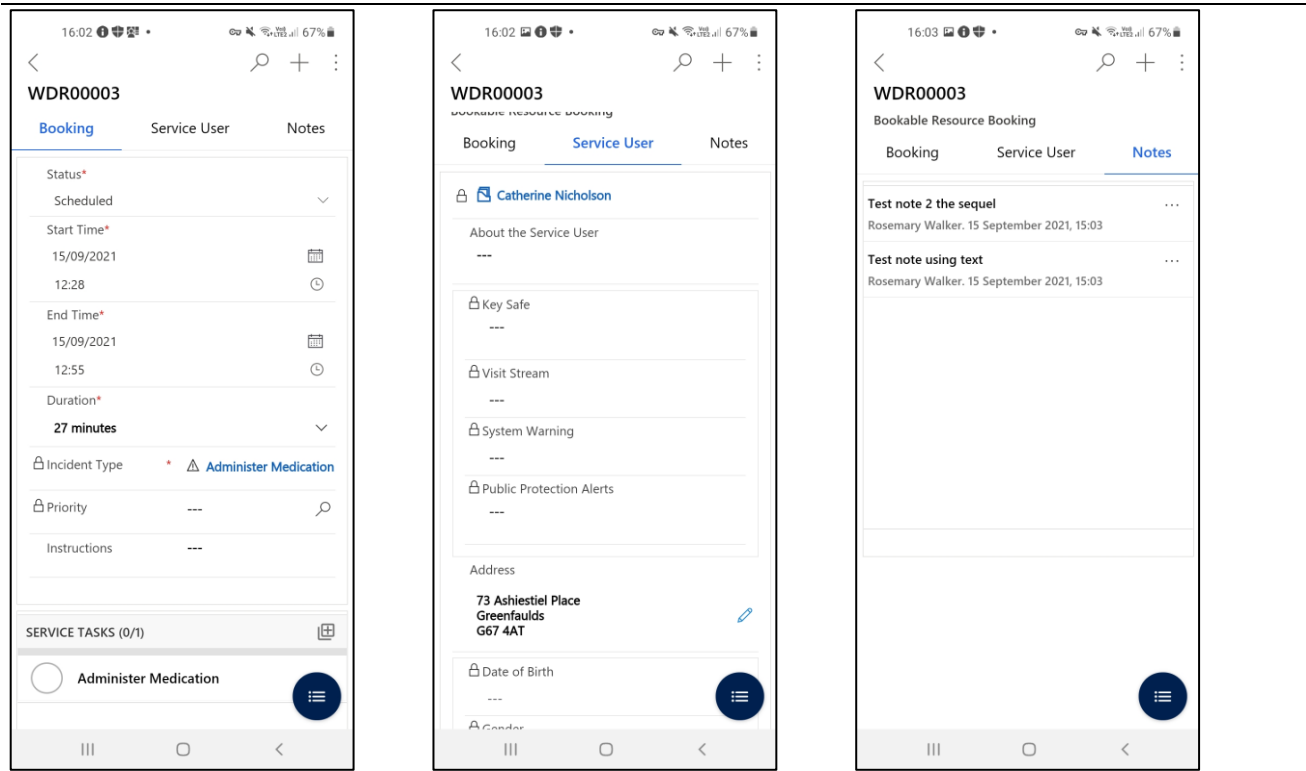 16:02 67%
WDR00003
Booking Service User Notes
Status*
Scheduled
Start Time*
15/09/2021
12:28
End Time*
15/09/2021
12:55
Duration*
27 minutes
Incident Type * Administer Medication
Priority ---
Instructions ---
SERVICE TASKS (0/1)
Administer Medication
16:02 67%
WDR00003
Bookable Resource Booking
Booking Service User Notes
Catherine Nicholson
About the Service User
---
Key Safe
---
Visit Stream
---
System Warning
---
Public Protection Alerts
---
Address
73 Ashiestiel Place
Greenfaulds
G67 4AT
Date of Birth
---
Gender
16:03 67%
WDR00003
Bookable Resource Booking
Booking Service User Notes
Test note 2 the sequel ...
Rosemary Walker. 15 September 2021, 15:03
Test note using text ...
Rosemary Walker. 15 September 2021, 15:03